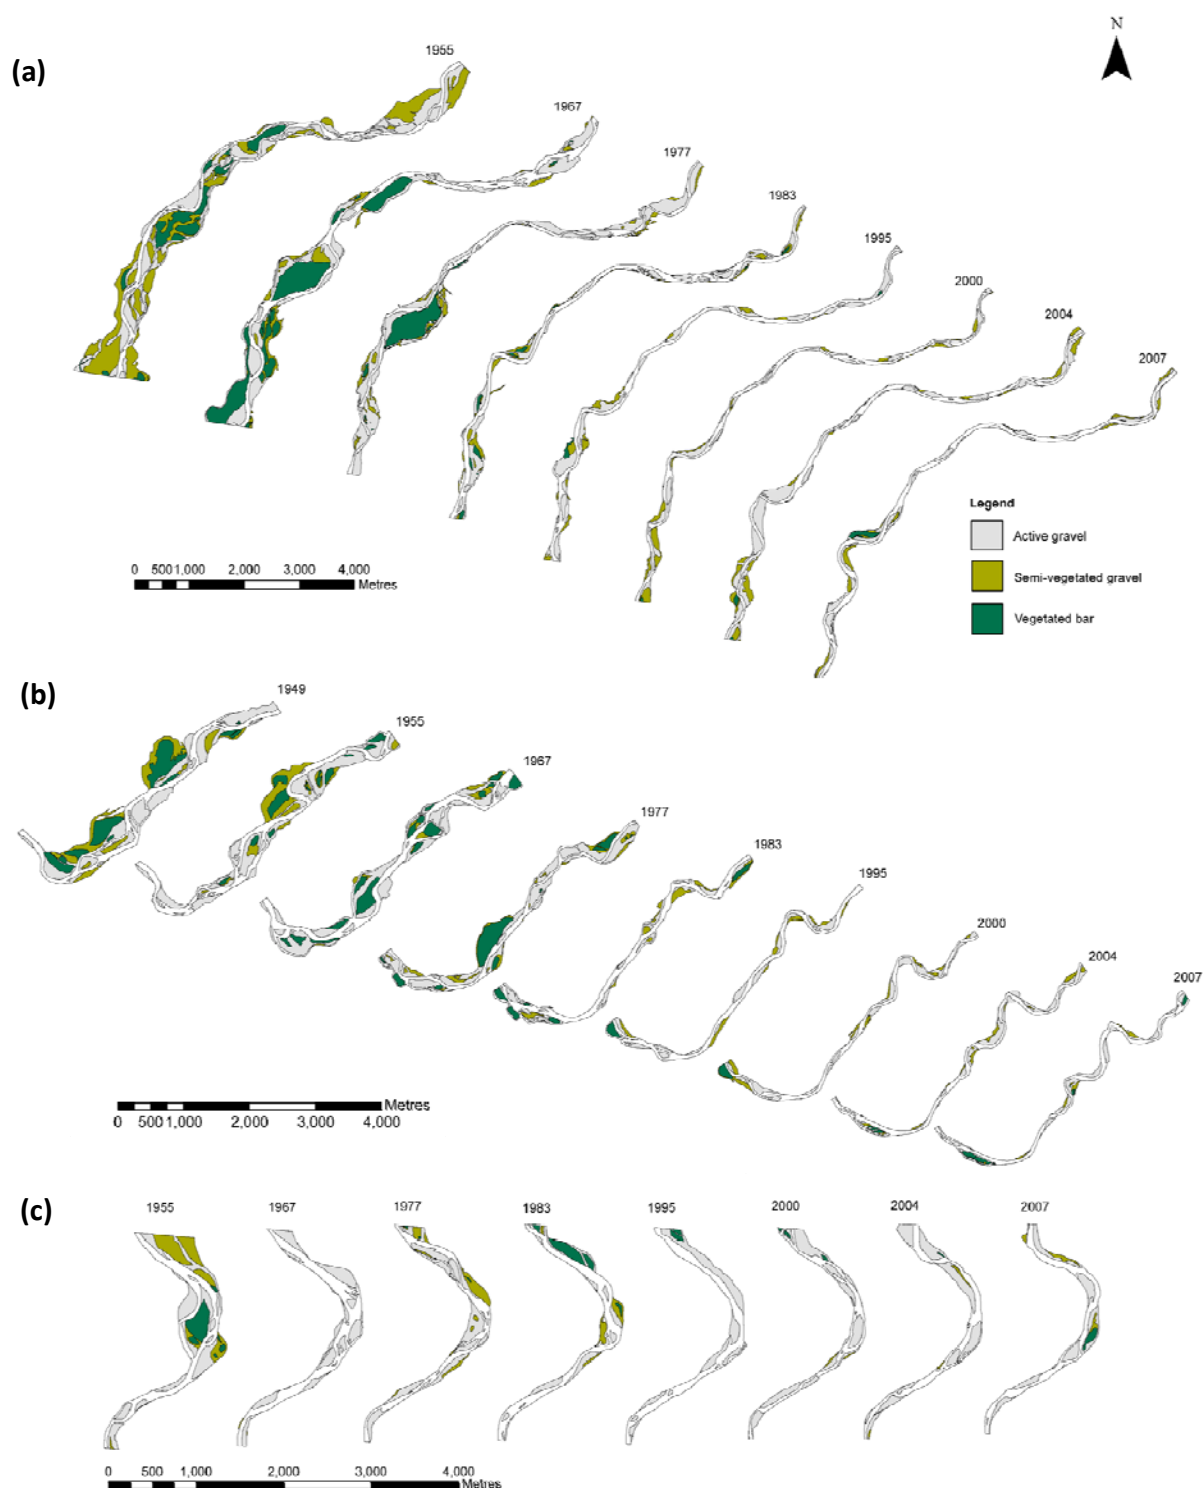 N
(a)
1955
1967
1977
1983
1995
2000
2004
2007
Legend
Active gravel
Semi-vegetated gravel
Vegetated bar
0 500 1,000 2,000 3,000 4,000
Metres
(b)
1949
1955
1967
1977
1983
1995
2000
2004
2007
Metres
0 500 1,000 2,000 3,000 4,000
(c)
1955 1967 1977 1983 1995 2000 2004 2007
0 500 1,000 2,000 3,000 4,000
Metres